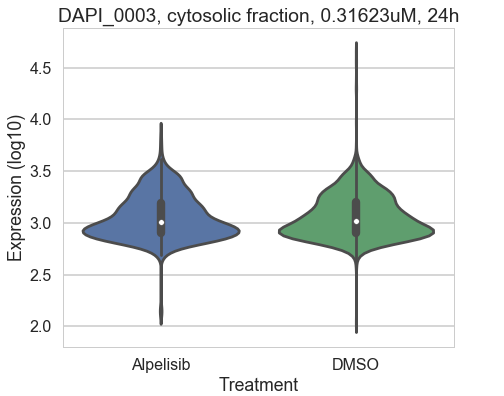 DAPI_0003, cytosolic fraction, 0.31623uM, 24h
Expression (log10)
4.5
4.0
3.5
3.0
2.5
2.0
Alpelisib DMSO
Treatment